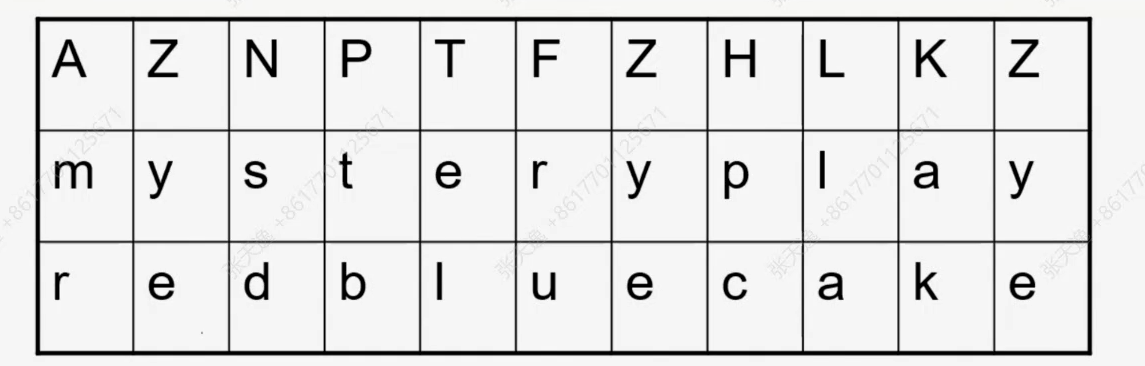 A Z N P T F Z H L K Z
m y s t e r y p l a y
r e d b l u e c a k e
张天逸 +8617701125671